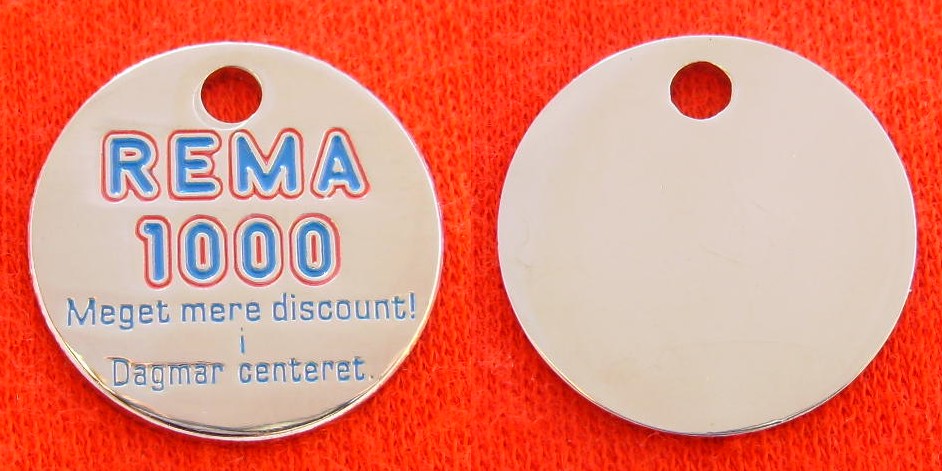 REMA
1000
Meget mere discount!
i
Dagmar centeret.